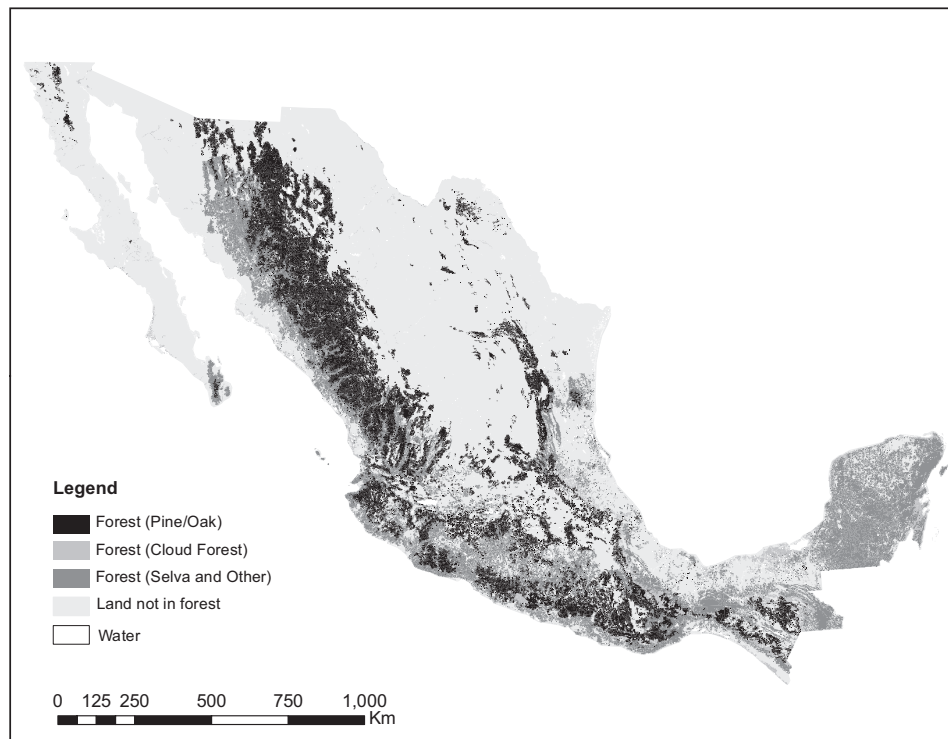 Legend
Forest (Pine/Oak)
Forest (Cloud Forest)
Forest (Selva and Other)
Land not in forest
Water
0 125 250 500 750 1,000
Km